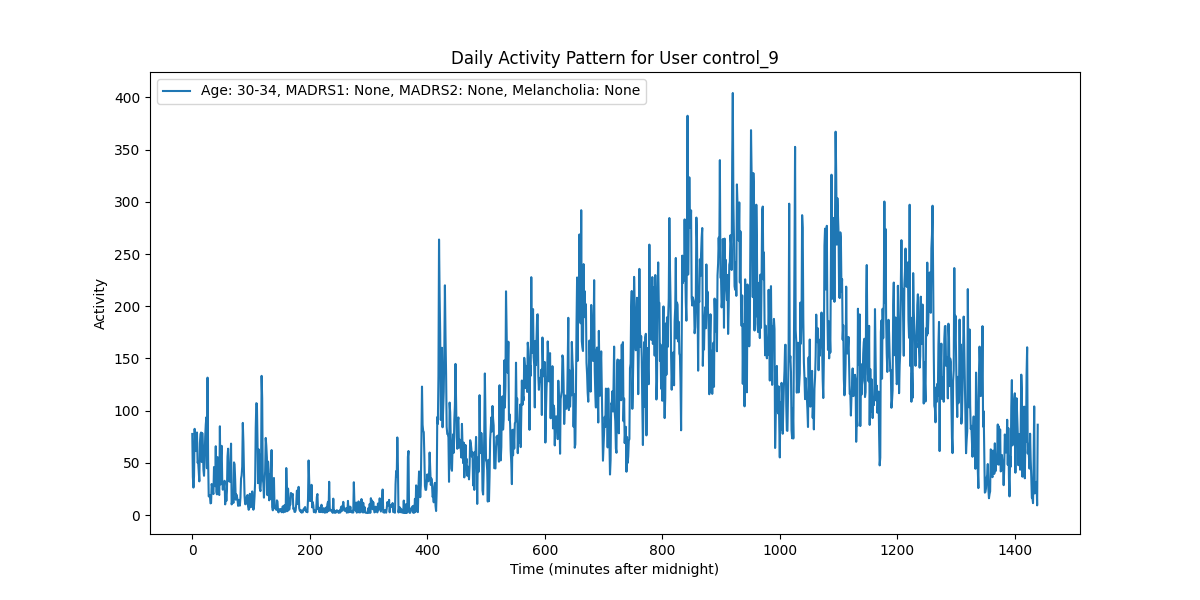 Daily Activity Pattern for User control_9
Age: 30-34, MADRS1: None, MADRS2: None, Melancholia: None
400
350
300
250
200
150
100
50
0
Activity
0 200 400 600 800 1000 1200 1400
Time (minutes after midnight)